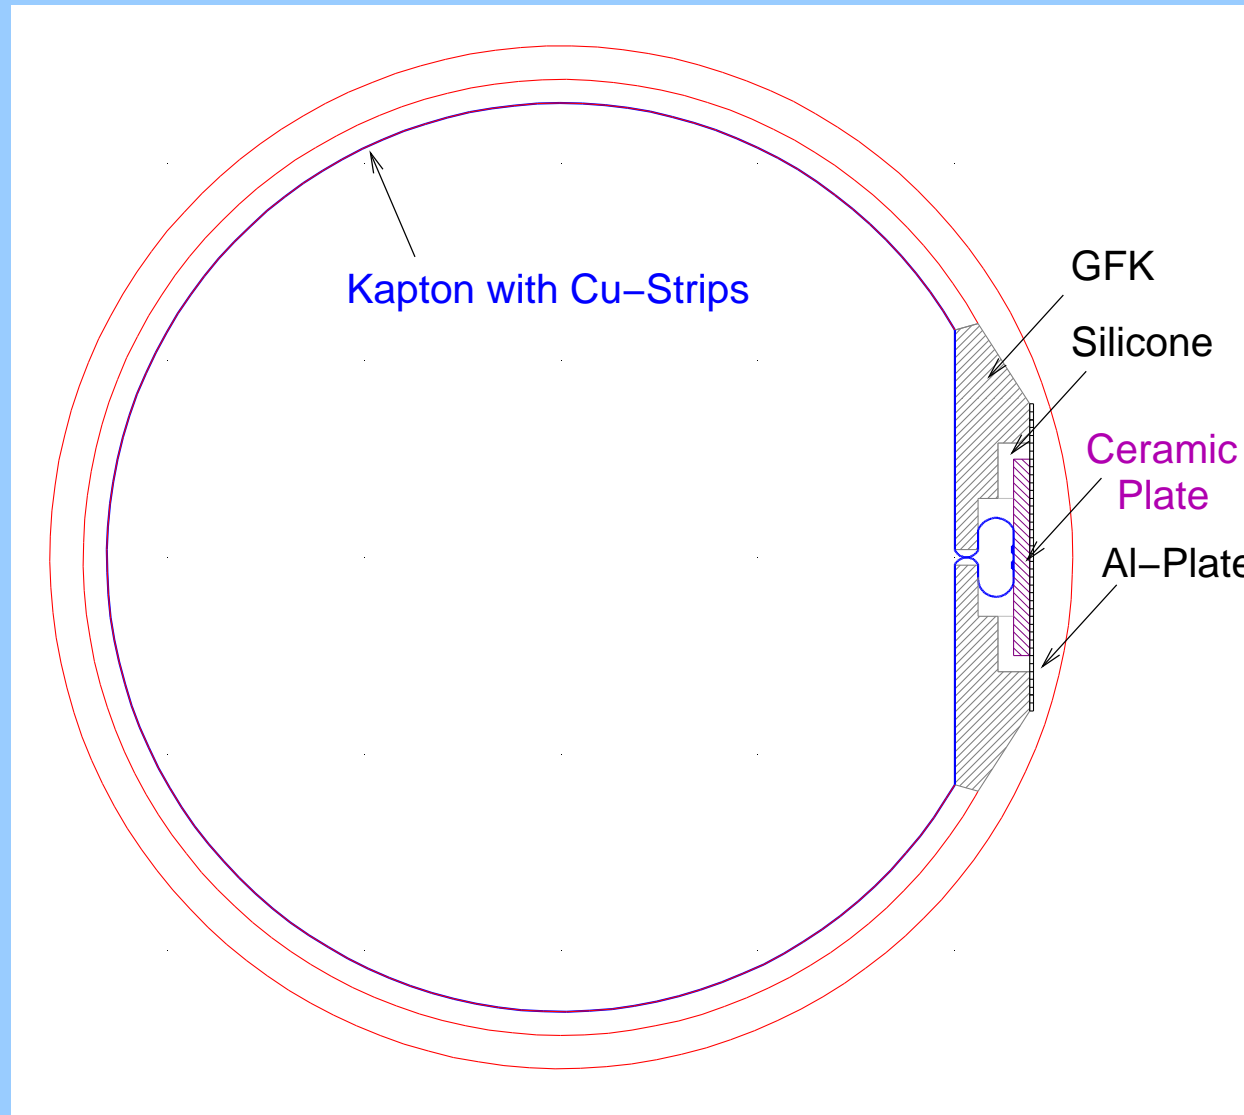 GFK
Kapton with Cu−Strips
Silicone
Ceramic
Plate
Al−Plate